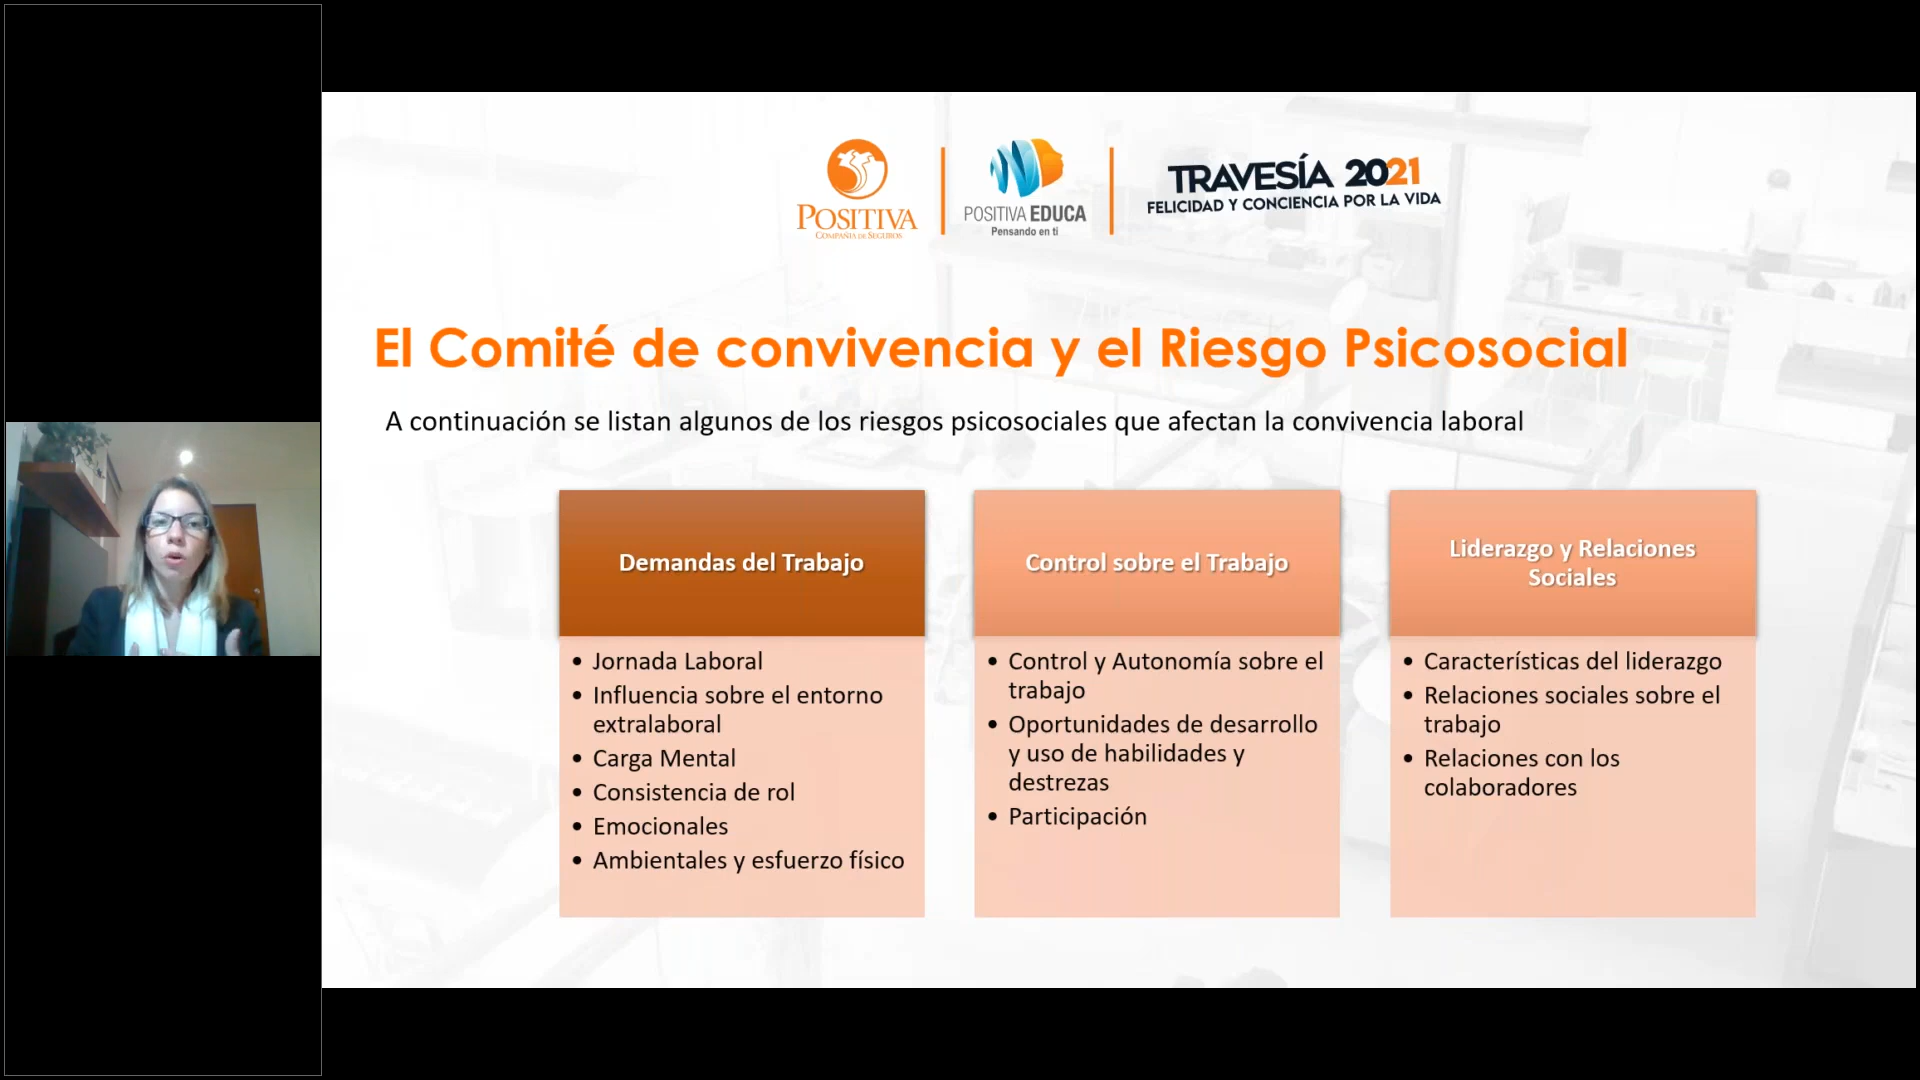 POSITIVA
COMPAÑÍA DE SEGUROS
POSITIVA EDUCA
Pensando en ti
TRAVESÍA 2021
FELICIDAD Y CONCIENCIA POR LA VIDA
El Comité de convivencia y el Riesgo Psicosocial
A continuación se listan algunos de los riesgos psicosociales que afectan la convivencia laboral
Demandas del Trabajo
• Jornada Laboral
• Influencia sobre el entorno
extralaboral
• Carga Mental
• Consistencia de rol
• Emocionales
• Ambientales y esfuerzo físico
Control sobre el Trabajo
• Control y Autonomía sobre el
trabajo
• Oportunidades de desarrollo
y uso de habilidades y
destrezas
• Participación
Liderazgo y Relaciones
Sociales
• Características del liderazgo
• Relaciones sociales sobre el
trabajo
• Relaciones con los
colaboradores